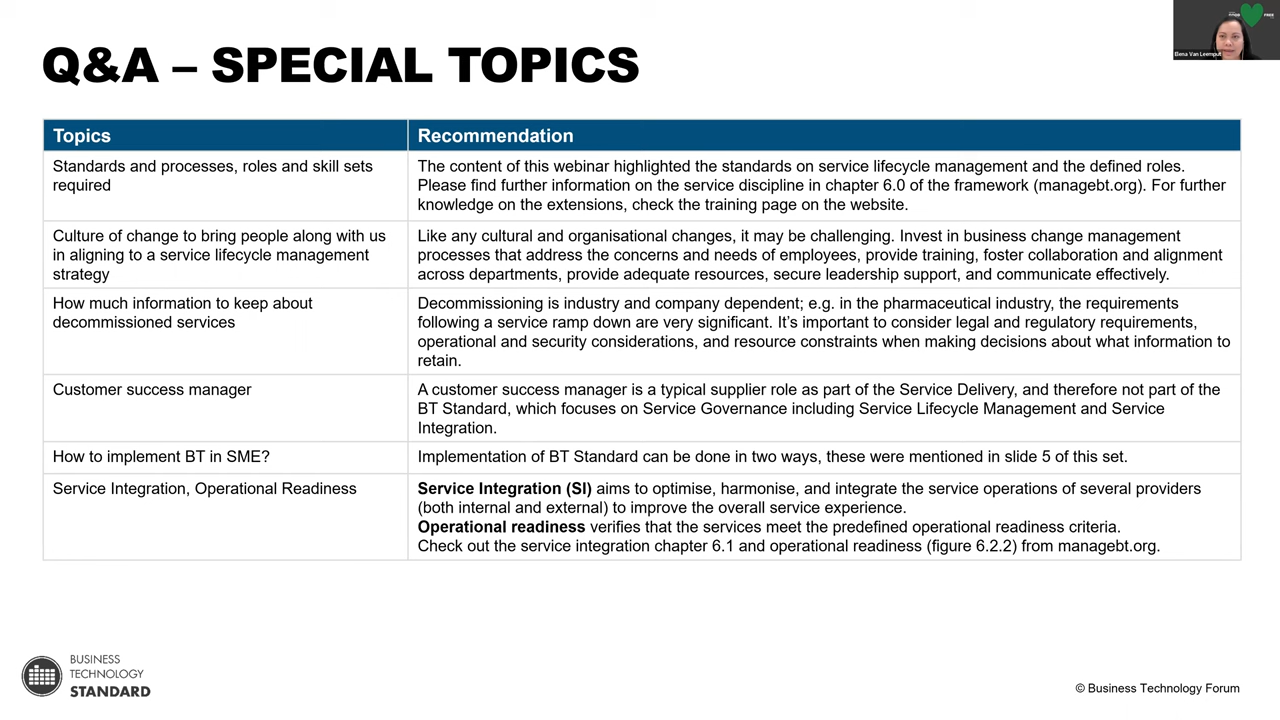 Q&A – SPECIAL TOPICS
Elena Van Leemput
Topics
Recommendation
Standards and processes, roles and skill sets
required
The content of this webinar highlighted the standards on service lifecycle management and the defined roles.
Please find further information on the service discipline in chapter 6.0 of the framework (managebt.org). For further
knowledge on the extensions, check the training page on the website.
Culture of change to bring people along with us
in aligning to a service lifecycle management
strategy
Like any cultural and organisational changes, it may be challenging. Invest in business change management
processes that address the concerns and needs of employees, provide training, foster collaboration and alignment
across departments, provide adequate resources, secure leadership support, and communicate effectively.
How much information to keep about
decommissioned services
Decommissioning is industry and company dependent; e.g. in the pharmaceutical industry, the requirements
following a service ramp down are very significant. It’s important to consider legal and regulatory requirements,
operational and security considerations, and resource constraints when making decisions about what information to
retain.
Customer success manager
A customer success manager is a typical supplier role as part of the Service Delivery, and therefore not part of the
BT Standard, which focuses on Service Governance including Service Lifecycle Management and Service
Integration.
How to implement BT in SME?
Implementation of BT Standard can be done in two ways, these were mentioned in slide 5 of this set.
Service Integration, Operational Readiness
Service Integration (SI) aims to optimise, harmonise, and integrate the service operations of several providers
(both internal and external) to improve the overall service experience.
Operational readiness verifies that the services meet the predefined operational readiness criteria.
Check out the service integration chapter 6.1 and operational readiness (figure 6.2.2) from managebt.org.
BUSINESS
TECHNOLOGY
STANDARD
© Business Technology Forum